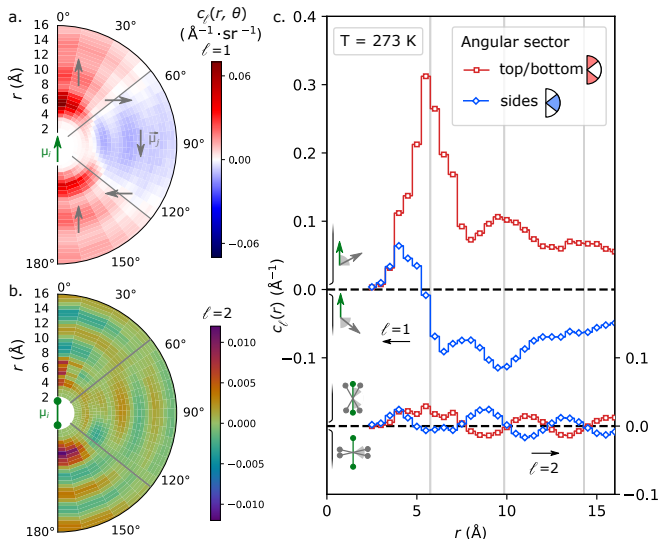 a.
c_ℓ(r, θ)
(Å⁻¹·sr⁻¹)
ℓ=1
0.06
0.00
−0.06
r (Å)
16
14
12
10
8
6
4
2
0°
30°
60°
90°
120°
150°
180°
μ_i
μ⃗_j
b.
ℓ=2
0.010
0.005
0.000
−0.005
−0.010
r (Å)
16
14
12
10
8
6
4
2
0°
30°
60°
90°
120°
150°
180°
μ_i
c.
T = 273 K
Angular sector
top/bottom
sides
c_ℓ(r) (Å⁻¹)
0.4
0.3
0.2
0.1
0.0
−0.1
ℓ=1
ℓ=2
0.1
0.0
−0.1
0
5
10
15
r (Å)